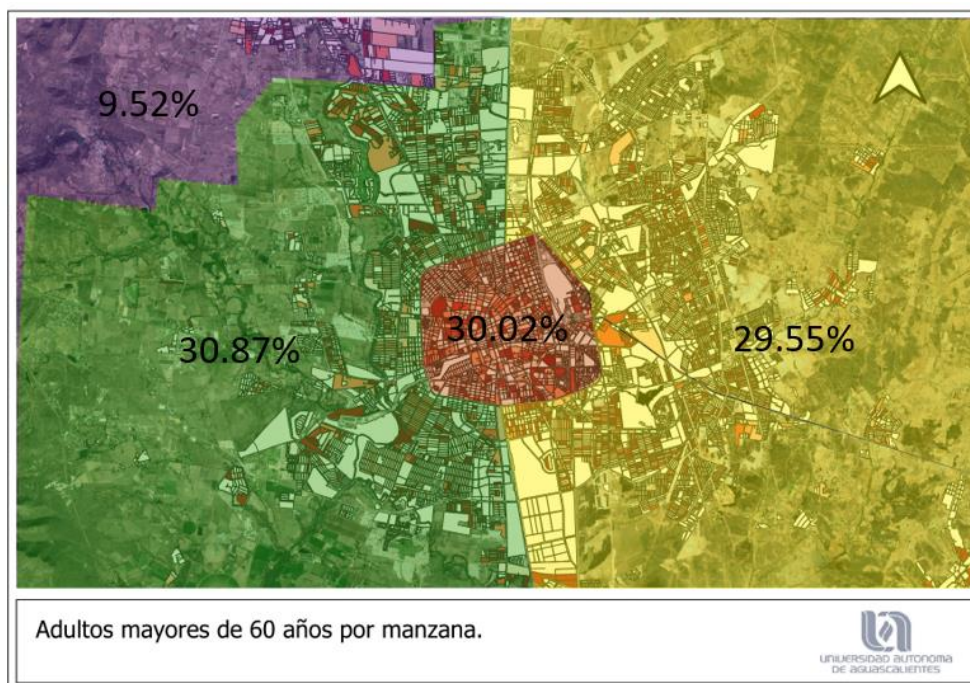 9.52%
30.87%
30.02%
29.55%
Adultos mayores de 60 años por manzana.
UNIVERSIDAD AUTONOMA
DE AGUASCALIENTES